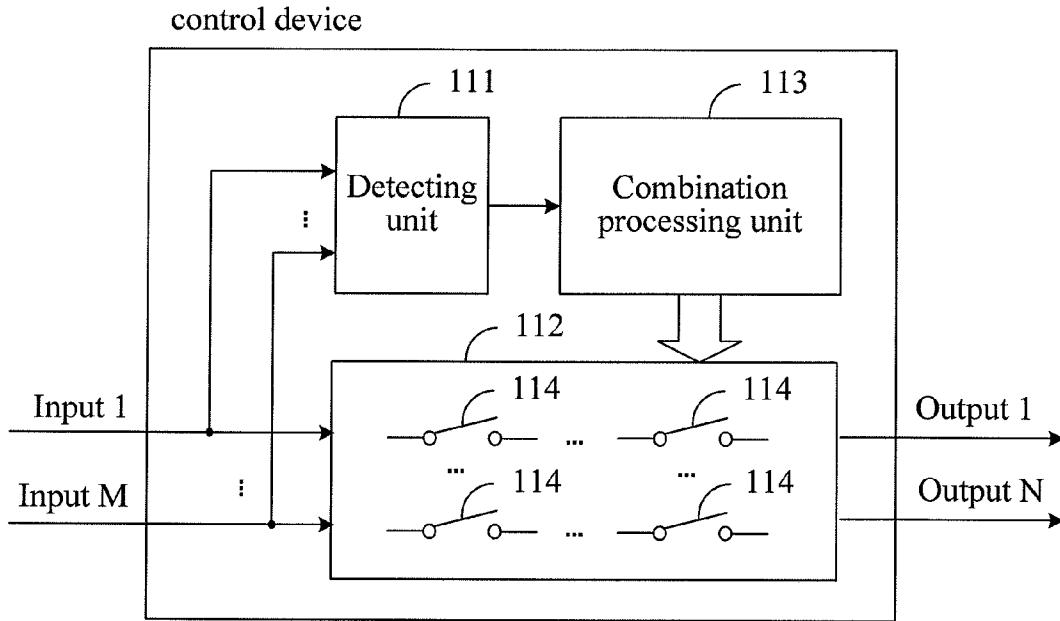 control device
111
113
Detecting
unit
Combination
processing unit
...
112
Input 1
114
114
Output 1
...
...
...
...
Input M
114
114
Output N
...